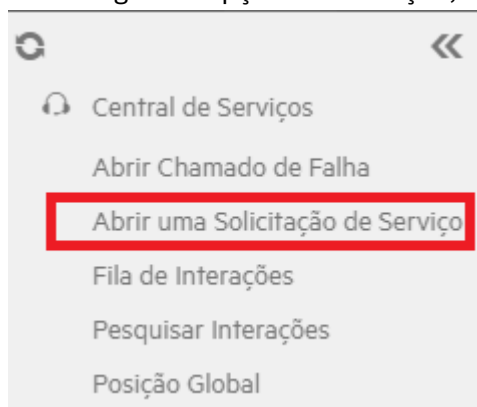 Central de Serviços
Abrir Chamado de Falha
Abrir uma Solicitação de Serviço
Fila de Interações
Pesquisar Interações
Posição Global